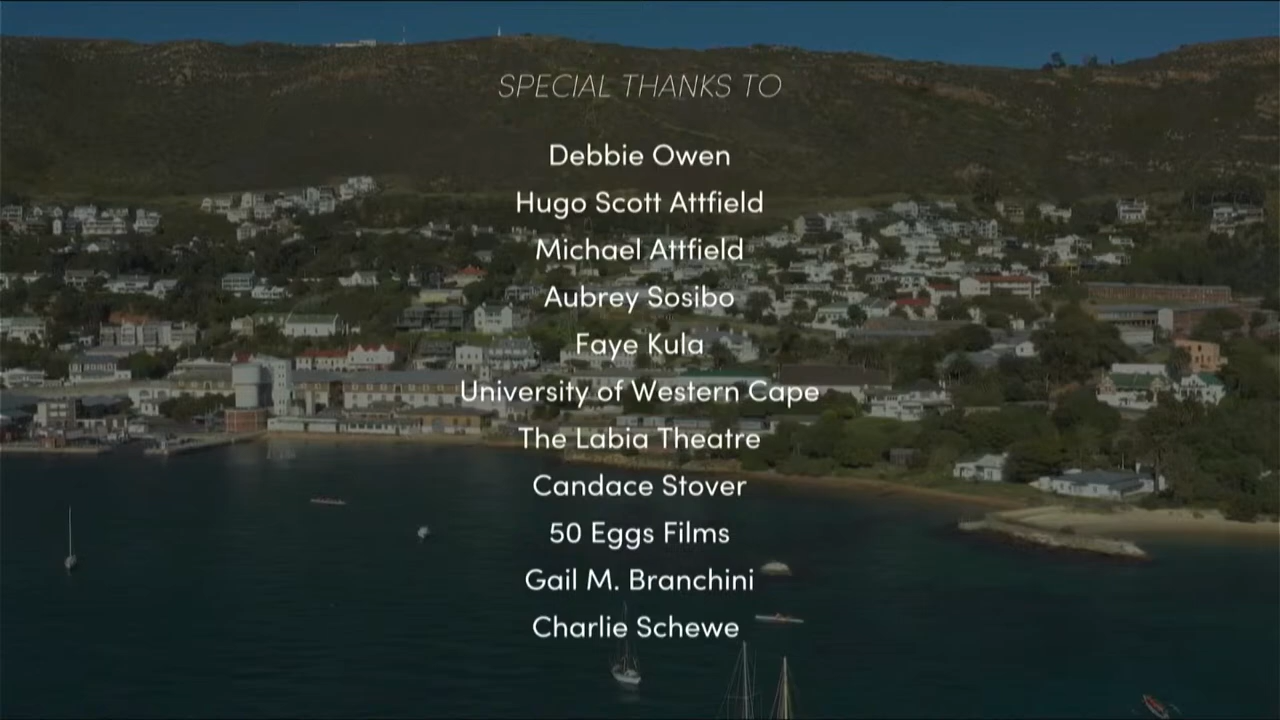 SPECIAL THANKS TO
Debbie Owen
Hugo Scott Attfield
Michael Attfield
Aubrey Sosibo
Faye Kula
University of Western Cape
The Labia Theatre
Candace Stover
50 Eggs Films
Gail M. Branchini
Charlie Schewe